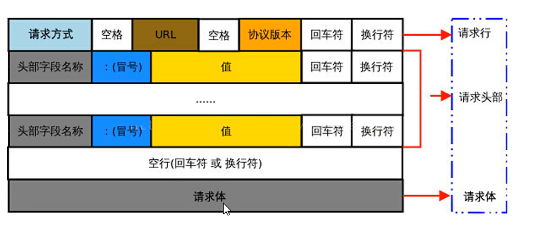 请求方式 空格 URL 空格 协议版本 回车符 换行符 请求行
头部字段名称 :(冒号) 值 回车符 换行符
...... 请求头部
头部字段名称 :(冒号) 值 回车符 换行符
空行(回车符 或 换行符)
请求体 请求体